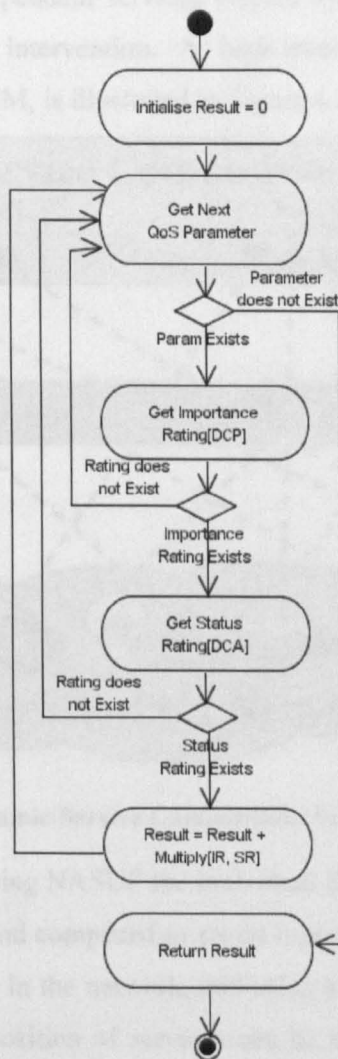 Initialise Result = 0
Get Next
QoS Parameter
Parameter
does not Exist
Param Exists
Get Importance
Rating[DCP]
Rating does
not Exist
Importance
Rating Exists
Get Status
Rating[DCA]
Rating does
not Exist
Status
Rating Exists
Result = Result +
Multiply[IR, SR]
Return Result